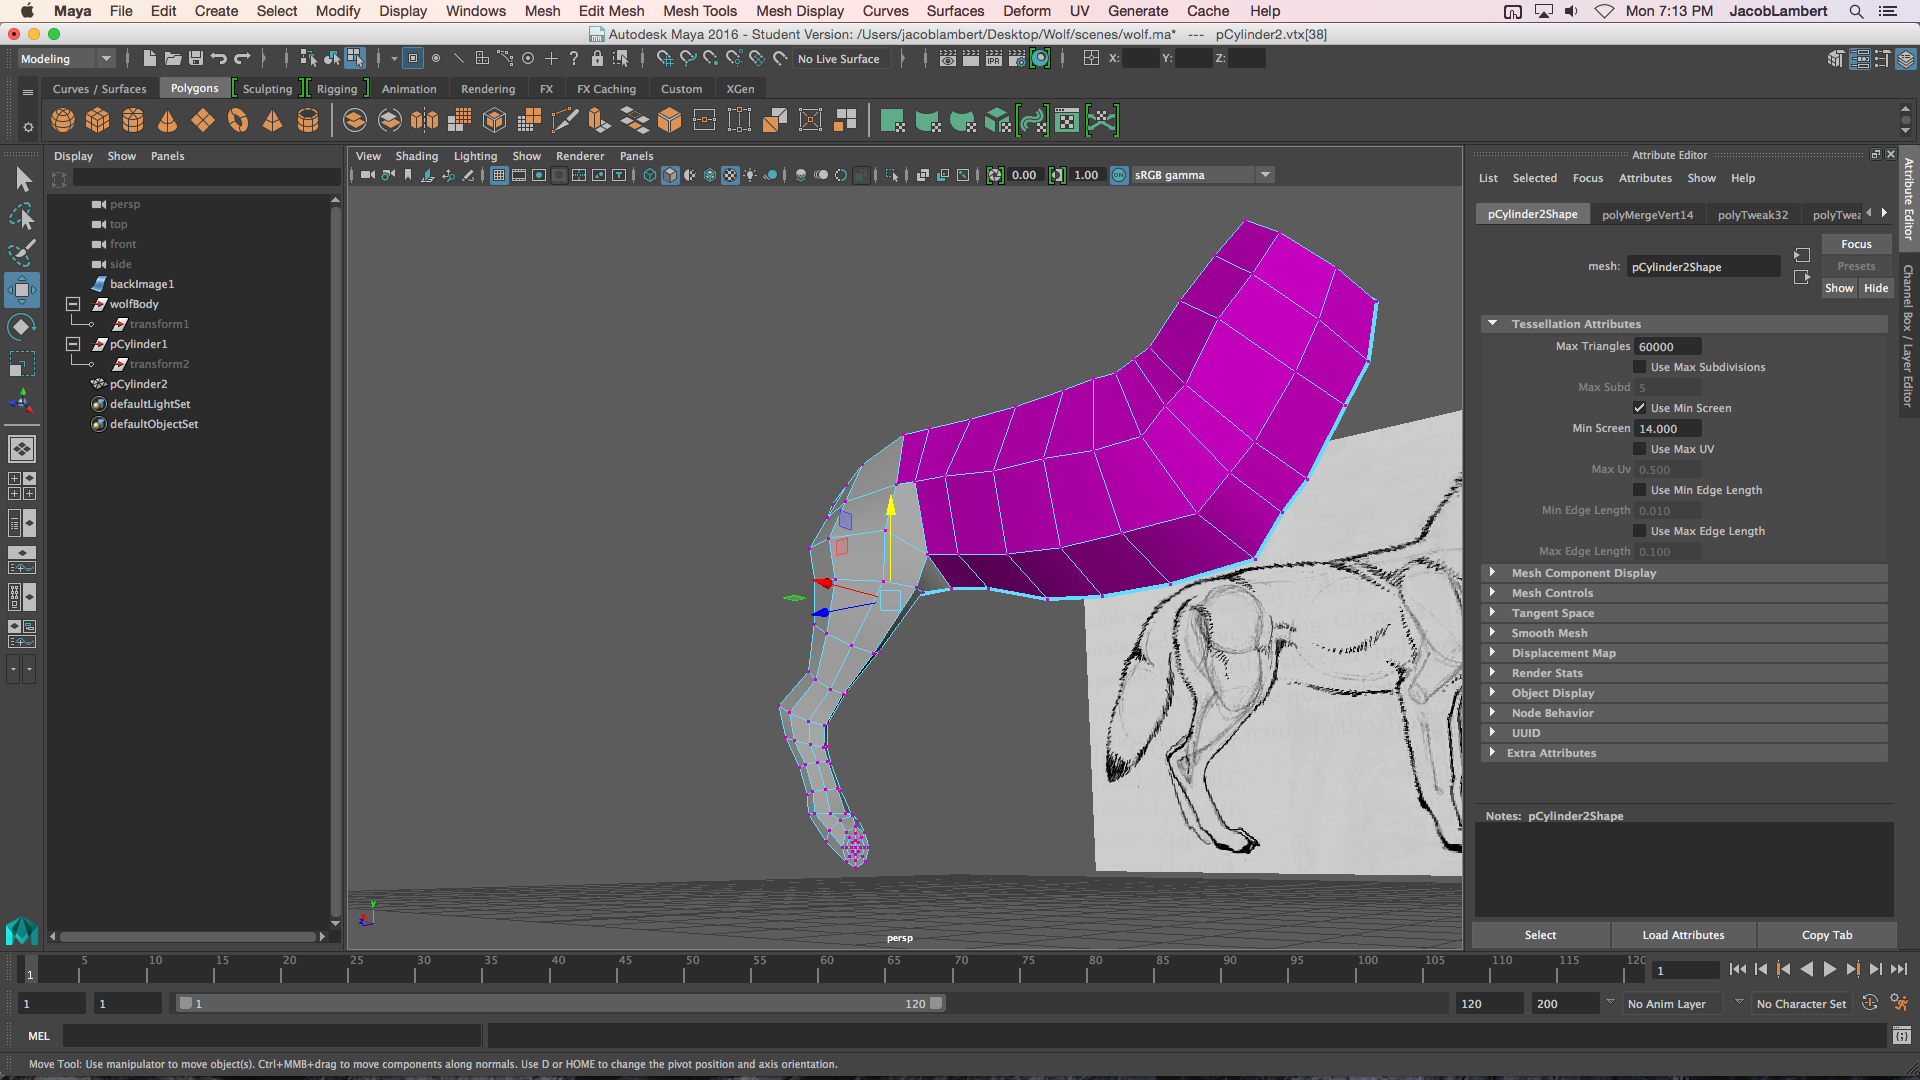 Maya File Edit Create Select Modify Display Windows Mesh Edit Mesh Mesh Tools Mesh Display Curves Surfaces Deform UV Generate Cache Help Mon 7:13 PM JacobLambert
Autodesk Maya 2016 - Student Version: /Users/jacoblambert/Desktop/Wolf/scenes/wolf.ma* --- pCylinder2.vtx[38]
Modeling No Live Surface X: Y: Z:
Curves / Surfaces Polygons Sculpting Rigging Animation Rendering FX FX Caching Custom XGen
Display Show Panels
View Shading Lighting Show Renderer Panels
0.00 1.00 sRGB gamma
persp
top
front
side
backImage1
wolfBody
transform1
pCylinder1
transform2
pCylinder2
defaultLightSet
defaultObjectSet
persp
y
z
Attribute Editor
List Selected Focus Attributes Show Help
pCylinder2Shape polyMergeVert14 polyTweak32 polyTwea
Focus
mesh: pCylinder2Shape
Presets
Show Hide
Tessellation Attributes
Max Triangles 60000
Use Max Subdivisions
Max Subd 5
Use Min Screen
Min Screen 14.000
Use Max UV
Max Uv 0.500
Use Min Edge Length
Min Edge Length 0.010
Use Max Edge Length
Max Edge Length 0.100
Mesh Component Display
Mesh Controls
Tangent Space
Smooth Mesh
Displacement Map
Render Stats
Object Display
Node Behavior
UUID
Extra Attributes
Notes: pCylinder2Shape
Select Load Attributes Copy Tab
Attribute Editor
Channel Box / Layer Editor
1 5 10 15 20 25 30 35 40 45 50 55 60 65 70 75 80 85 90 95 100 105 110 115 120 1
1 1 1 120 120 200 No Anim Layer No Character Set
MEL
Move Tool: Use manipulator to move object(s). Ctrl+MMB+drag to move components along normals. Use D or HOME to change the pivot position and axis orientation.